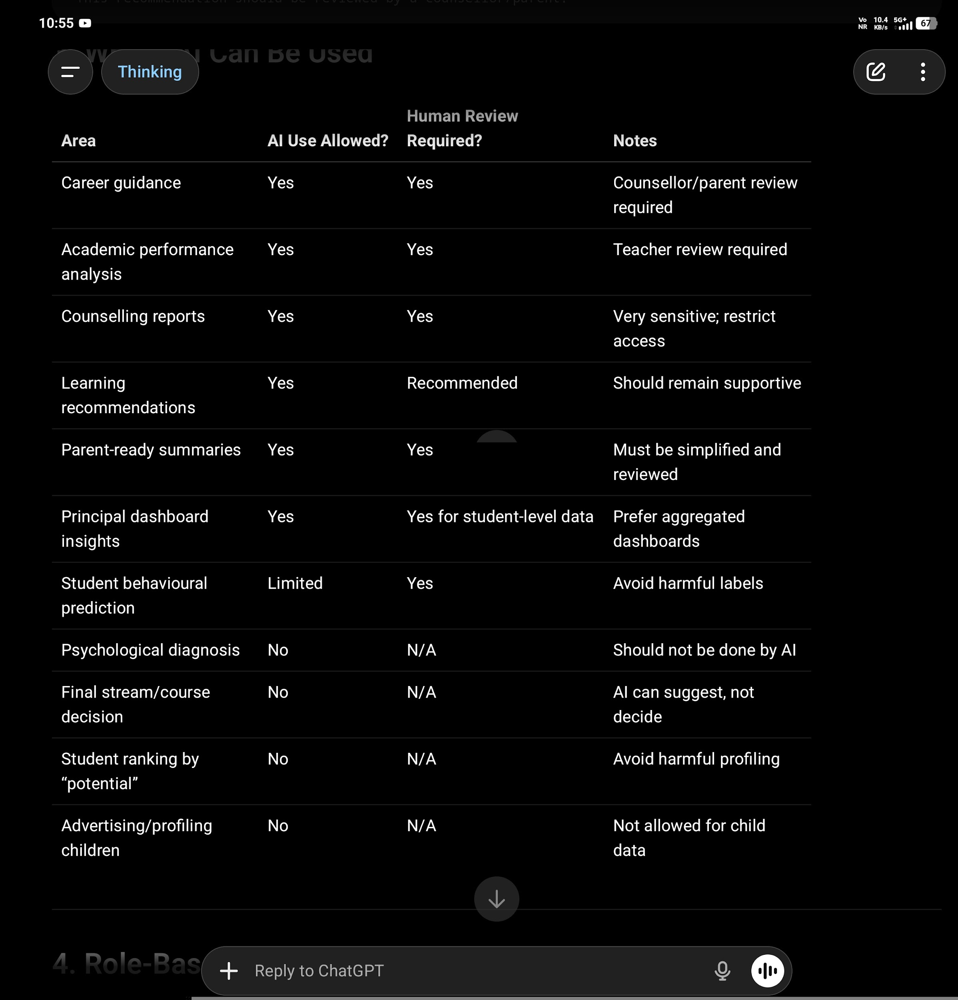 This recommendation should be reviewed by a counsellor/parent.
10:55
Vo NR 10.4 KB/s 5G+ 67
Can Be Used
Thinking
Human Review
Area AI Use Allowed? Required? Notes
Career guidance Yes Yes Counsellor/parent review
required
Academic performance Yes Yes Teacher review required
analysis
Counselling reports Yes Yes Very sensitive; restrict
access
Learning Yes Recommended Should remain supportive
recommendations
Parent-ready summaries Yes Yes Must be simplified and
reviewed
Principal dashboard Yes Yes for student-level data Prefer aggregated
insights dashboards
Student behavioural Limited Yes Avoid harmful labels
prediction
Psychological diagnosis No N/A Should not be done by AI
Final stream/course No N/A AI can suggest, not
decision decide
Student ranking by No N/A Avoid harmful profiling
“potential”
Advertising/profiling No N/A Not allowed for child
children data
4. Role-Bas
Reply to ChatGPT